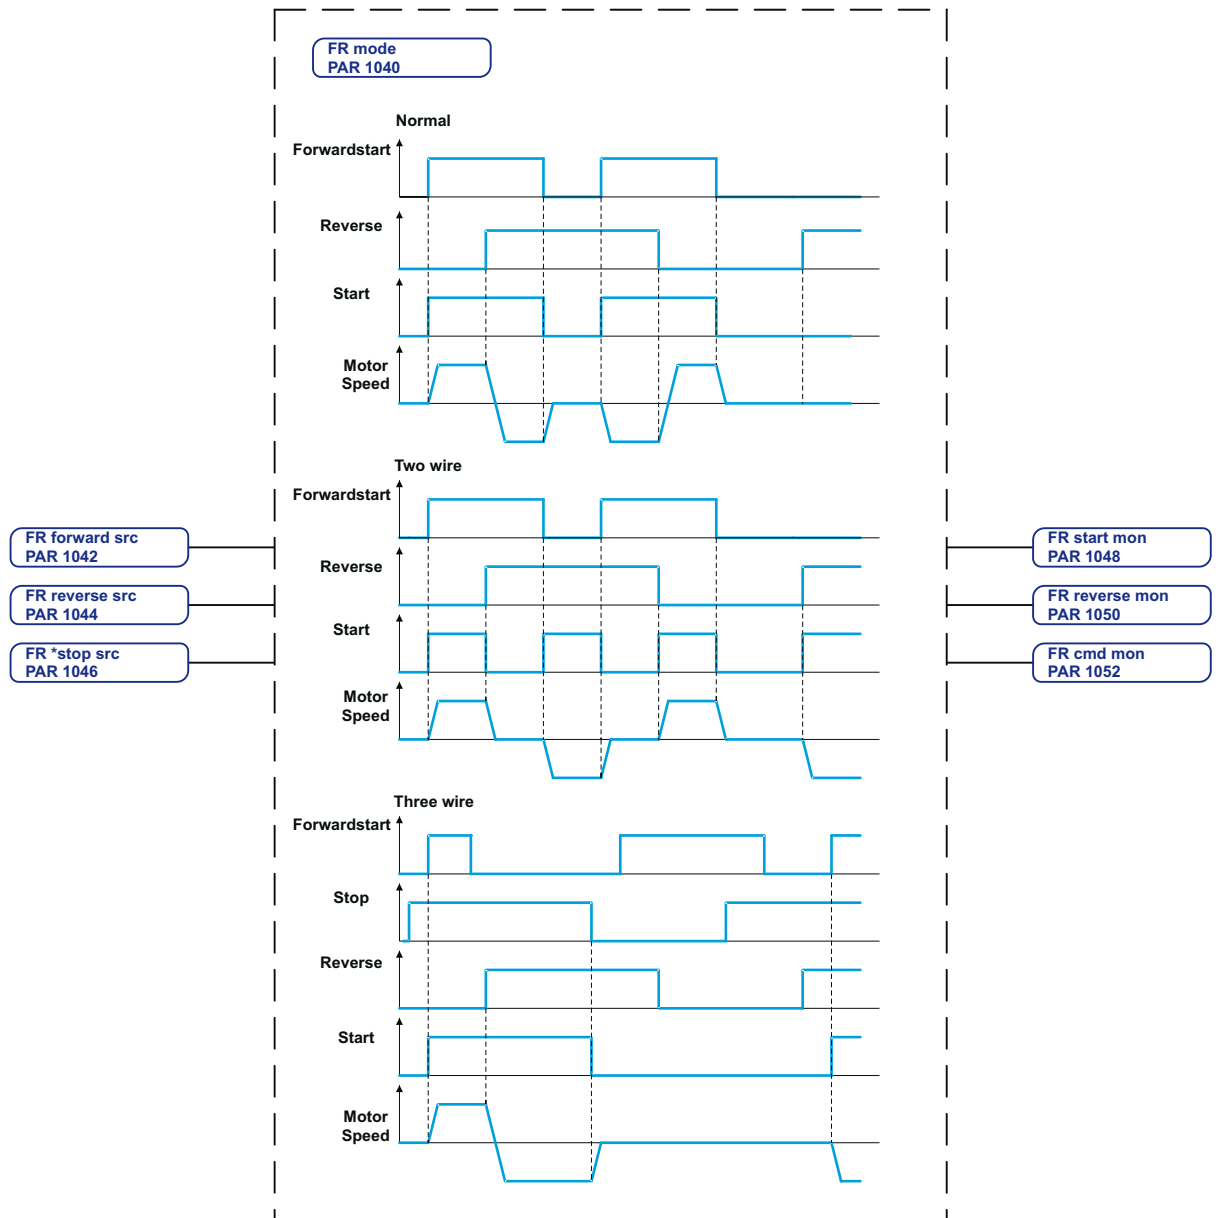 FR mode
PAR 1040
Normal
Forwardstart
Reverse
Start
Motor
Speed
Two wire
Forwardstart
Reverse
Start
Motor
Speed
Three wire
Forwardstart
Stop
Reverse
Start
Motor
Speed
FR forward src
PAR 1042
FR reverse src
PAR 1044
FR *stop src
PAR 1046
FR start mon
PAR 1048
FR reverse mon
PAR 1050
FR cmd mon
PAR 1052